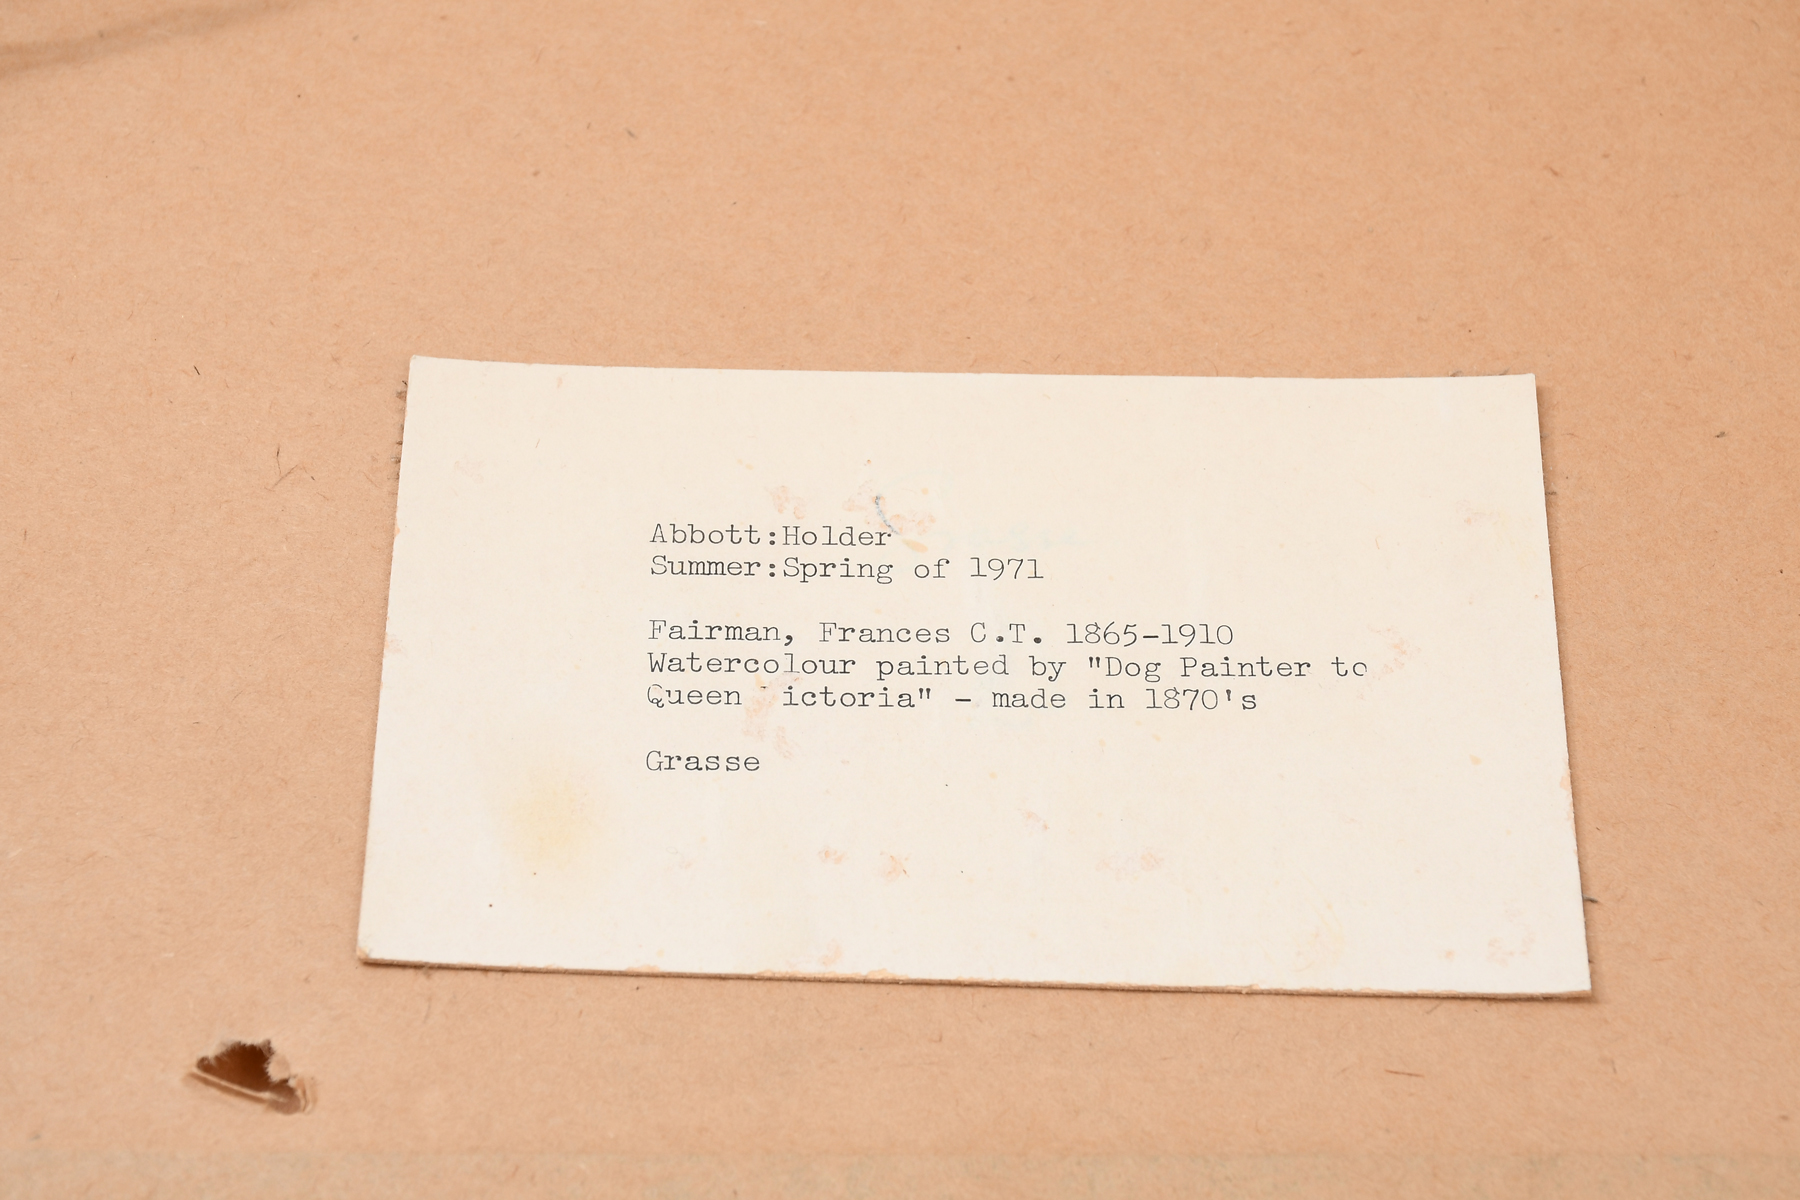 Abbott:Holder
Summer:Spring of 1971
Fairman, Frances C.T. 1865-1910
Watercolour painted by "Dog Painter to
Queen ictoria" - made in 1870's
Grasse